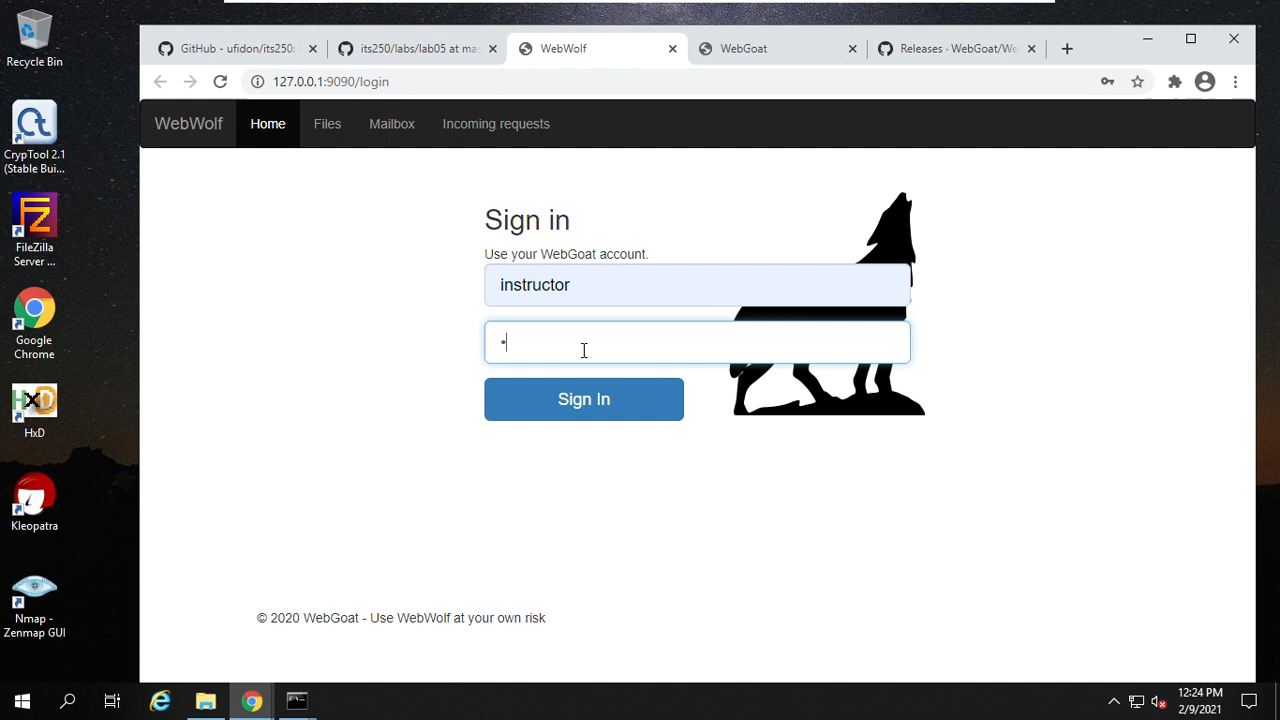 Recycle Bin
CrypTool 2.1
(Stable Bui...
FileZilla
Server ...
Google
Chrome
HxD
Kleopatra
Nmap -
Zenmap GUI
GitHub - ufidon/its250:
its250/labs/lab05 at ma
WebWolf
WebGoat
Releases · WebGoat/We
127.0.0.1:9090/login
WebWolf Home Files Mailbox Incoming requests
Sign in
Use your WebGoat account.
instructor
Sign In
© 2020 WebGoat - Use WebWolf at your own risk
12:24 PM
2/9/2021